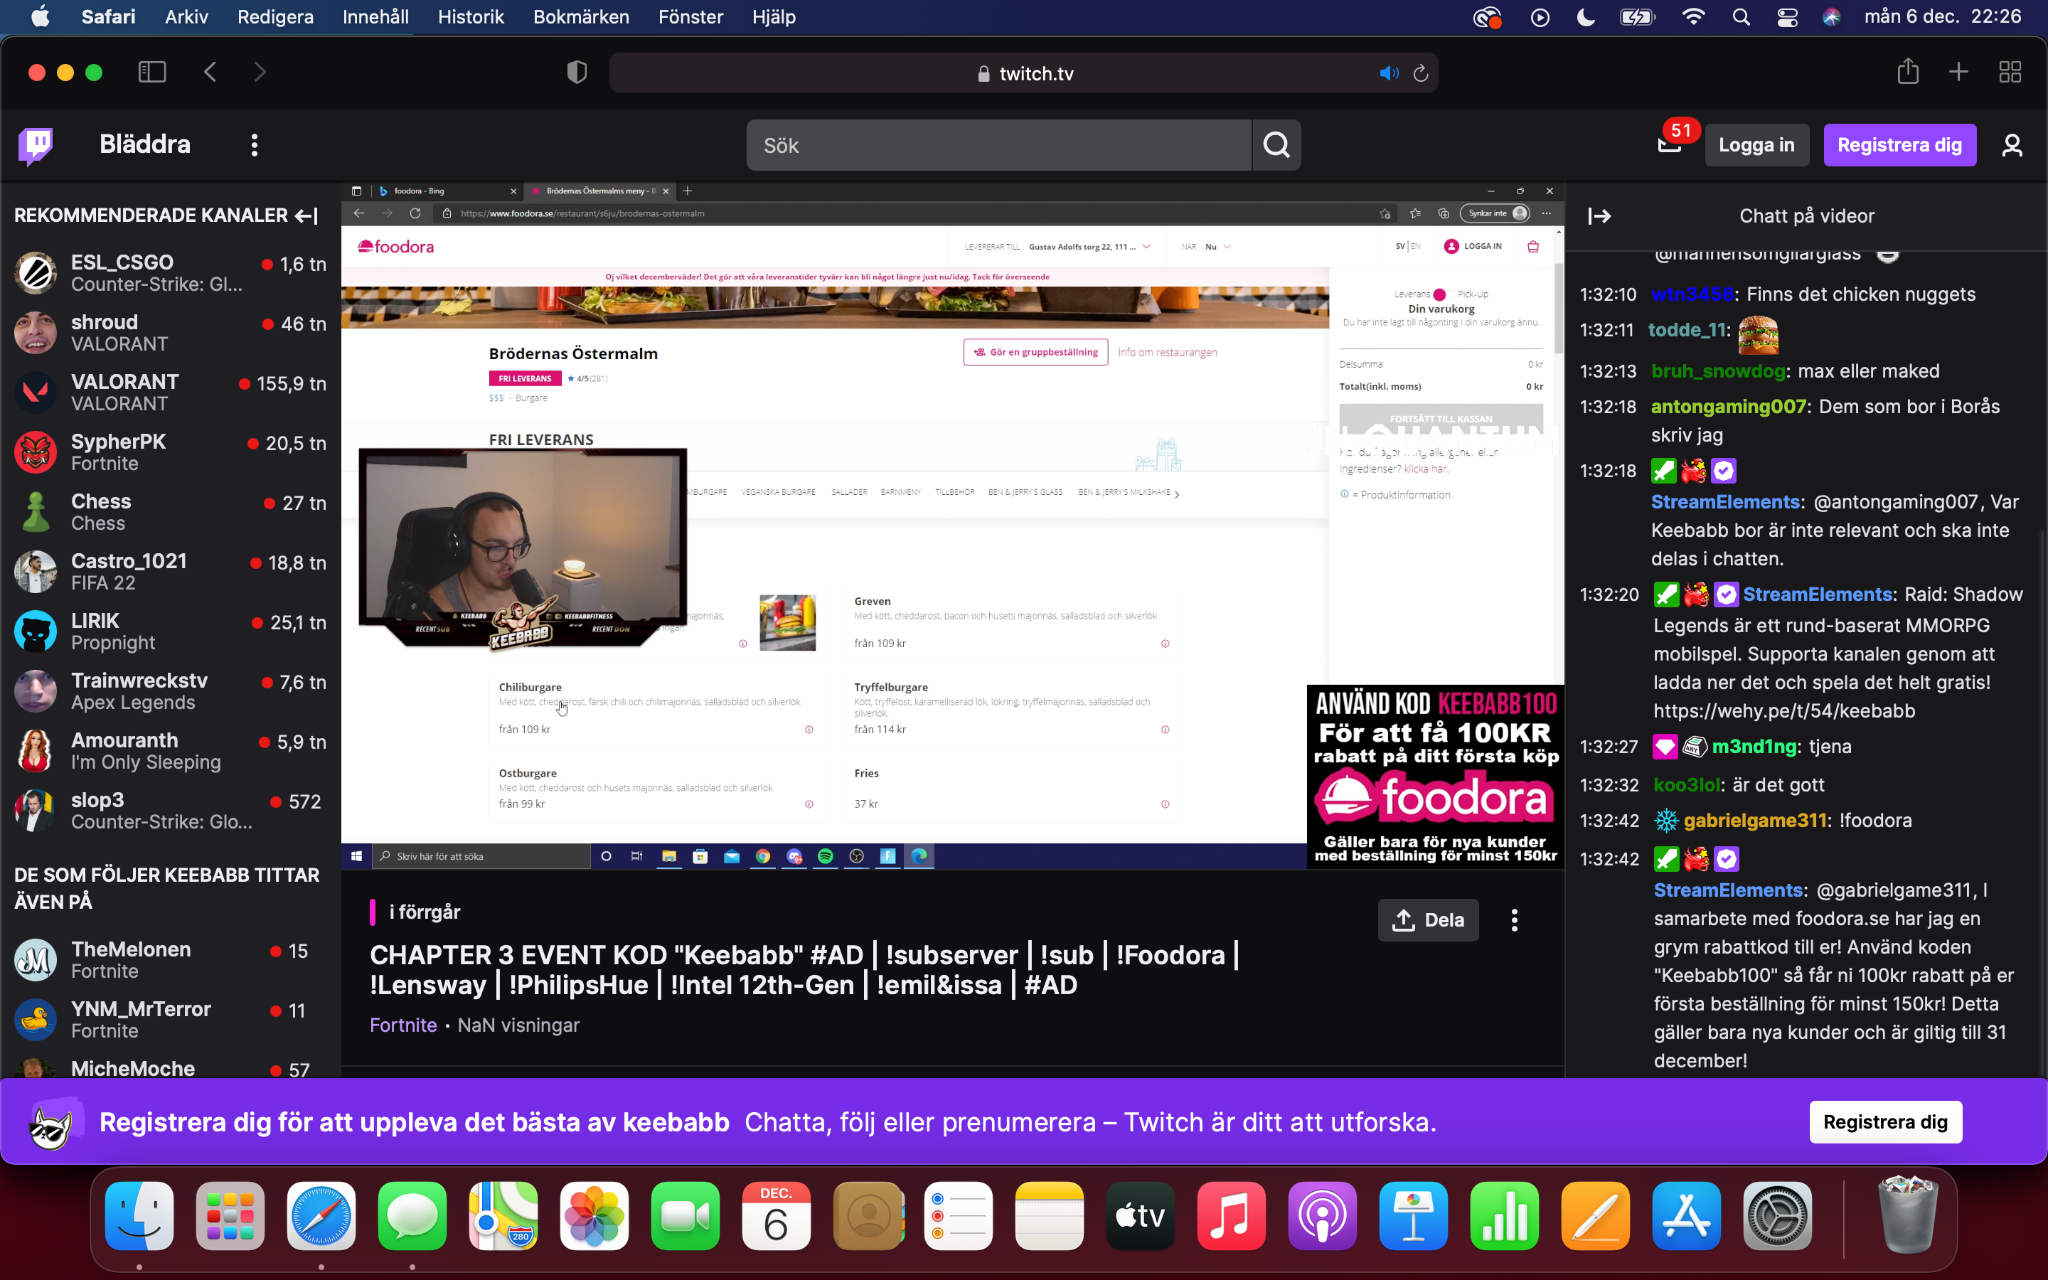 Safari Arkiv Redigera Innehåll Historik Bokmärken Fönster Hjälp mån 6 dec. 22:26
twitch.tv
Bläddra
Sök
51
Logga in
Registrera dig
REKOMMENDERADE KANALER
ESL_CSGO 1,6 tn
Counter-Strike: Gl...
shroud 46 tn
VALORANT
VALORANT 155,9 tn
VALORANT
SypherPK 20,5 tn
Fortnite
Chess 27 tn
Chess
Castro_1021 18,8 tn
FIFA 22
LIRIK 25,1 tn
Propnight
Trainwreckstv 7,6 tn
Apex Legends
Amouranth 5,9 tn
I'm Only Sleeping
slop3 572
Counter-Strike: Glo...
DE SOM FÖLJER KEEBABB TITTAR
ÄVEN PÅ
TheMelonen 15
Fortnite
YNM_MrTerror 11
Fortnite
MicheMoche 57
foodora - Bing
Brödernas Östermalms meny - B
https://www.foodora.se/restaurant/s6ju/brodernas-ostermalm
Synkar inte
foodora
LEVERERAR TILL: Gustav Adolfs torg 22, 111 ...
NÄR: Nu
SV | EN
LOGGA IN
Oj vilket decemberväder! Det gör att våra leveranstider tyvärr kan bli något längre just nu/idag. Tack för överseende
Brödernas Östermalm
Gör en gruppbeställning
Info om restaurangen
FRI LEVERANS
4/5 (281)
$$$ • Burgare
FRI LEVERANS
MBURGARE VEGANSKA BURGARE SALLADER BARNMENY TILLBEHÖR BEN & JERRY'S GLASS BEN & JERRY'S MILKSHAKE
Leverans Pick-Up
Din varukorg
Du har inte lagt till någonting i din varukorg ännu.
Delsumma 0 kr
Totalt(inkl. moms) 0 kr
FORTSÄTT TILL KASSAN
ingredienser? klicka här.
= Produktinformation
KEEBABB
KEEBABBFITNESS
RECENT SUB
KEEBABB
RECENT DON
majonnäs,
Greven
Med kött, cheddarost, bacon och husets majonnäs, salladsblad och silverlök
från 109 kr
Chiliburgare
Med kött, cheddarost, färsk chili och chilimajonnäs, salladsblad och silverlök
från 109 kr
Tryffelburgare
Kött, tryffelost, karamelliserad lök, lökring, tryffelmajonnäs, salladsblad och
silverlök.
från 114 kr
Ostburgare
Med kött, cheddarost och husets majonnäs, salladsblad och silverlök
från 99 kr
Fries
37 kr
ANVÄND KOD KEEBABB100
För att få 100KR
rabatt på ditt första köp
foodora
Gäller bara för nya kunder
med beställning för minst 150kr
Skriv här för att söka
i förrgår
Dela
CHAPTER 3 EVENT KOD "Keebabb" #AD | !subserver | !sub | !Foodora |
!Lensway | !PhilipsHue | !Intel 12th-Gen | !emil&issa | #AD
Fortnite • NaN visningar
Chatt på videor
@mannensomgillarglass
1:32:10 wtn3456: Finns det chicken nuggets
1:32:11 todde_11:
1:32:13 bruh_snowdog: max eller maked
1:32:18 antongaming007: Dem som bor i Borås
skriv jag
1:32:18
StreamElements: @antongaming007, Var
Keebabb bor är inte relevant och ska inte
delas i chatten.
1:32:20 StreamElements: Raid: Shadow
Legends är ett rund-baserat MMORPG
mobilspel. Supporta kanalen genom att
ladda ner det och spela det helt gratis!
https://wehy.pe/t/54/keebabb
1:32:27 m3nd1ng: tjena
1:32:32 koo3lol: är det gott
1:32:42 gabrielgame311: !foodora
1:32:42
StreamElements: @gabrielgame311, I
samarbete med foodora.se har jag en
grym rabattkod till er! Använd koden
"Keebabb100" så får ni 100kr rabatt på er
första beställning för minst 150kr! Detta
gäller bara nya kunder och är giltig till 31
december!
Registrera dig för att uppleva det bästa av keebabb Chatta, följ eller prenumerera – Twitch är ditt att utforska.
Registrera dig
280
DEC.
6
tv